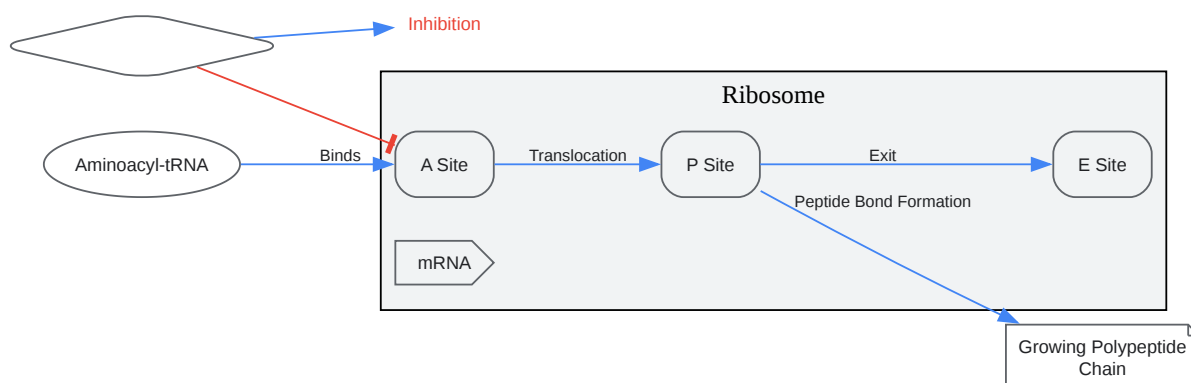 Inhibition
Ribosome
Aminoacyl-tRNA
Binds
A Site
Translocation
P Site
Exit
E Site
Peptide Bond Formation
mRNA
Growing Polypeptide
Chain